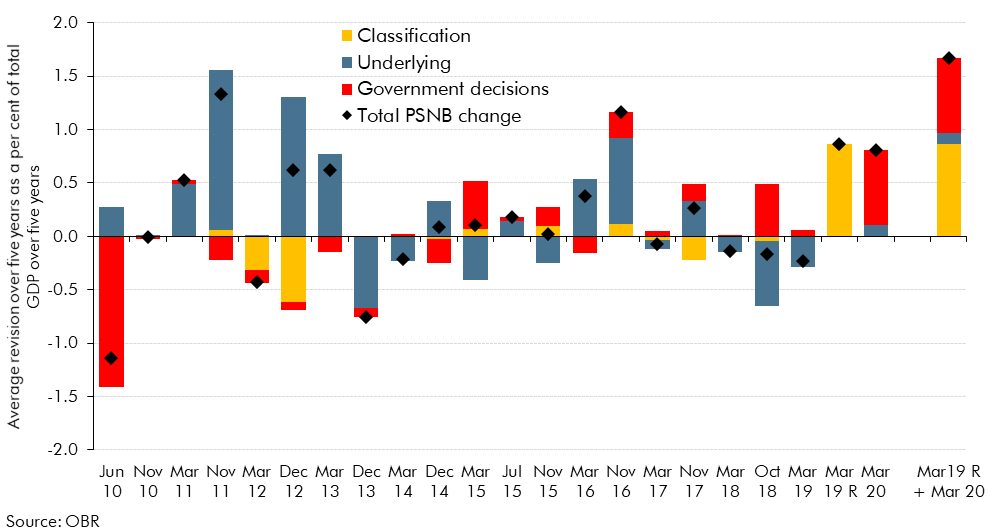 Average revision over five years as a per cent of total
GDP over five years
2.0
1.5
1.0
0.5
0.0
-0.5
-1.0
-1.5
-2.0
Classification
Underlying
Government decisions
Total PSNB change
Jun Nov Mar Nov Mar Dec Mar Dec Mar Dec Mar Jul Nov Mar Nov Mar Nov Mar Oct Mar Mar Mar Mar19 R
10 10 11 11 12 12 13 13 14 14 15 15 15 16 16 17 17 18 18 19 19 R 20 + Mar 20
Source: OBR